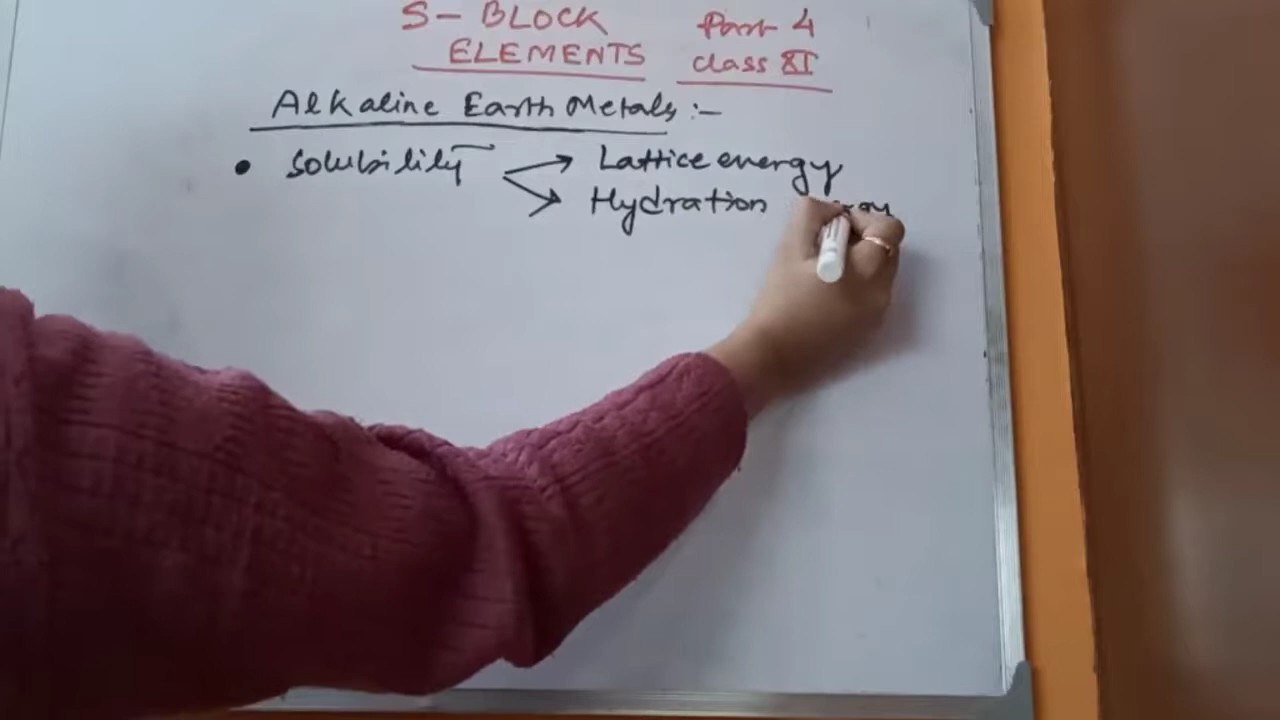 S- BLOCK Part 4
ELEMENTS class XI
Alkaline Earth Metals :-
• Solubility → Lattice energy
→ Hydration